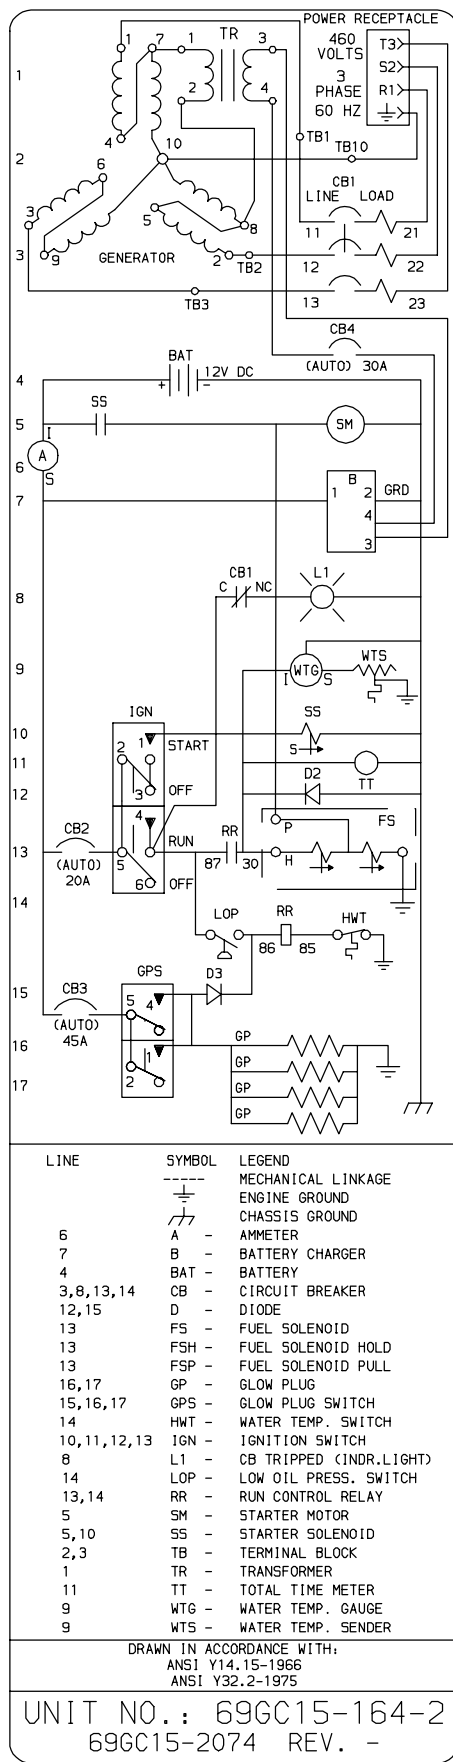 POWER RECEPTACLE
1 7 1 TR 3
460 VOLTS
3 PHASE
60 HZ
T3
S2
R1
1
2 4
4
10
TB1
TB10
2
6
CB1
LINE LOAD
3
5
8
11 21
3
9
GENERATOR
2
TB2
12 22
TB3
13 23
CB4
(AUTO) 30A
BAT
4
+ - 12V DC
SS
5
I
SM
A
6
S
B
7
1 2
GRD
4
3
CB1
L1
8
C NC
9
I WTG S
WTS
IGN
SS
10
1
START
S
11
2
TT
12
3
OFF
D2
4
P
FS
CB2
RUN
RR
13
5
87 30
H
(AUTO)
20A
6
OFF
14
LOP
RR
HWT
86 85
GPS
D3
15
CB3
5 4
(AUTO)
45A
16
1
GP
GP
17
2
GP
GP
LINE SYMBOL LEGEND
----- MECHANICAL LINKAGE
ENGINE GROUND
CHASSIS GROUND
6 A - AMMETER
7 B - BATTERY CHARGER
4 BAT - BATTERY
3,8,13,14 CB - CIRCUIT BREAKER
12,15 D - DIODE
13 FS - FUEL SOLENOID
13 FSH - FUEL SOLENOID HOLD
13 FSP - FUEL SOLENOID PULL
16,17 GP - GLOW PLUG
15,16,17 GPS - GLOW PLUG SWITCH
14 HWT - WATER TEMP. SWITCH
10,11,12,13 IGN - IGNITION SWITCH
8 L1 - CB TRIPPED (INDR.LIGHT)
14 LOP - LOW OIL PRESS. SWITCH
13,14 RR - RUN CONTROL RELAY
5 SM - STARTER MOTOR
5,10 SS - STARTER SOLENOID
2,3 TB - TERMINAL BLOCK
1 TR - TRANSFORMER
11 TT - TOTAL TIME METER
9 WTG - WATER TEMP. GAUGE
9 WTS - WATER TEMP. SENDER
DRAWN IN ACCORDANCE WITH:
ANSI Y14.15-1966
ANSI Y32.2-1975
UNIT NO.: 69GC15-164-2
69GC15-2074 REV. -